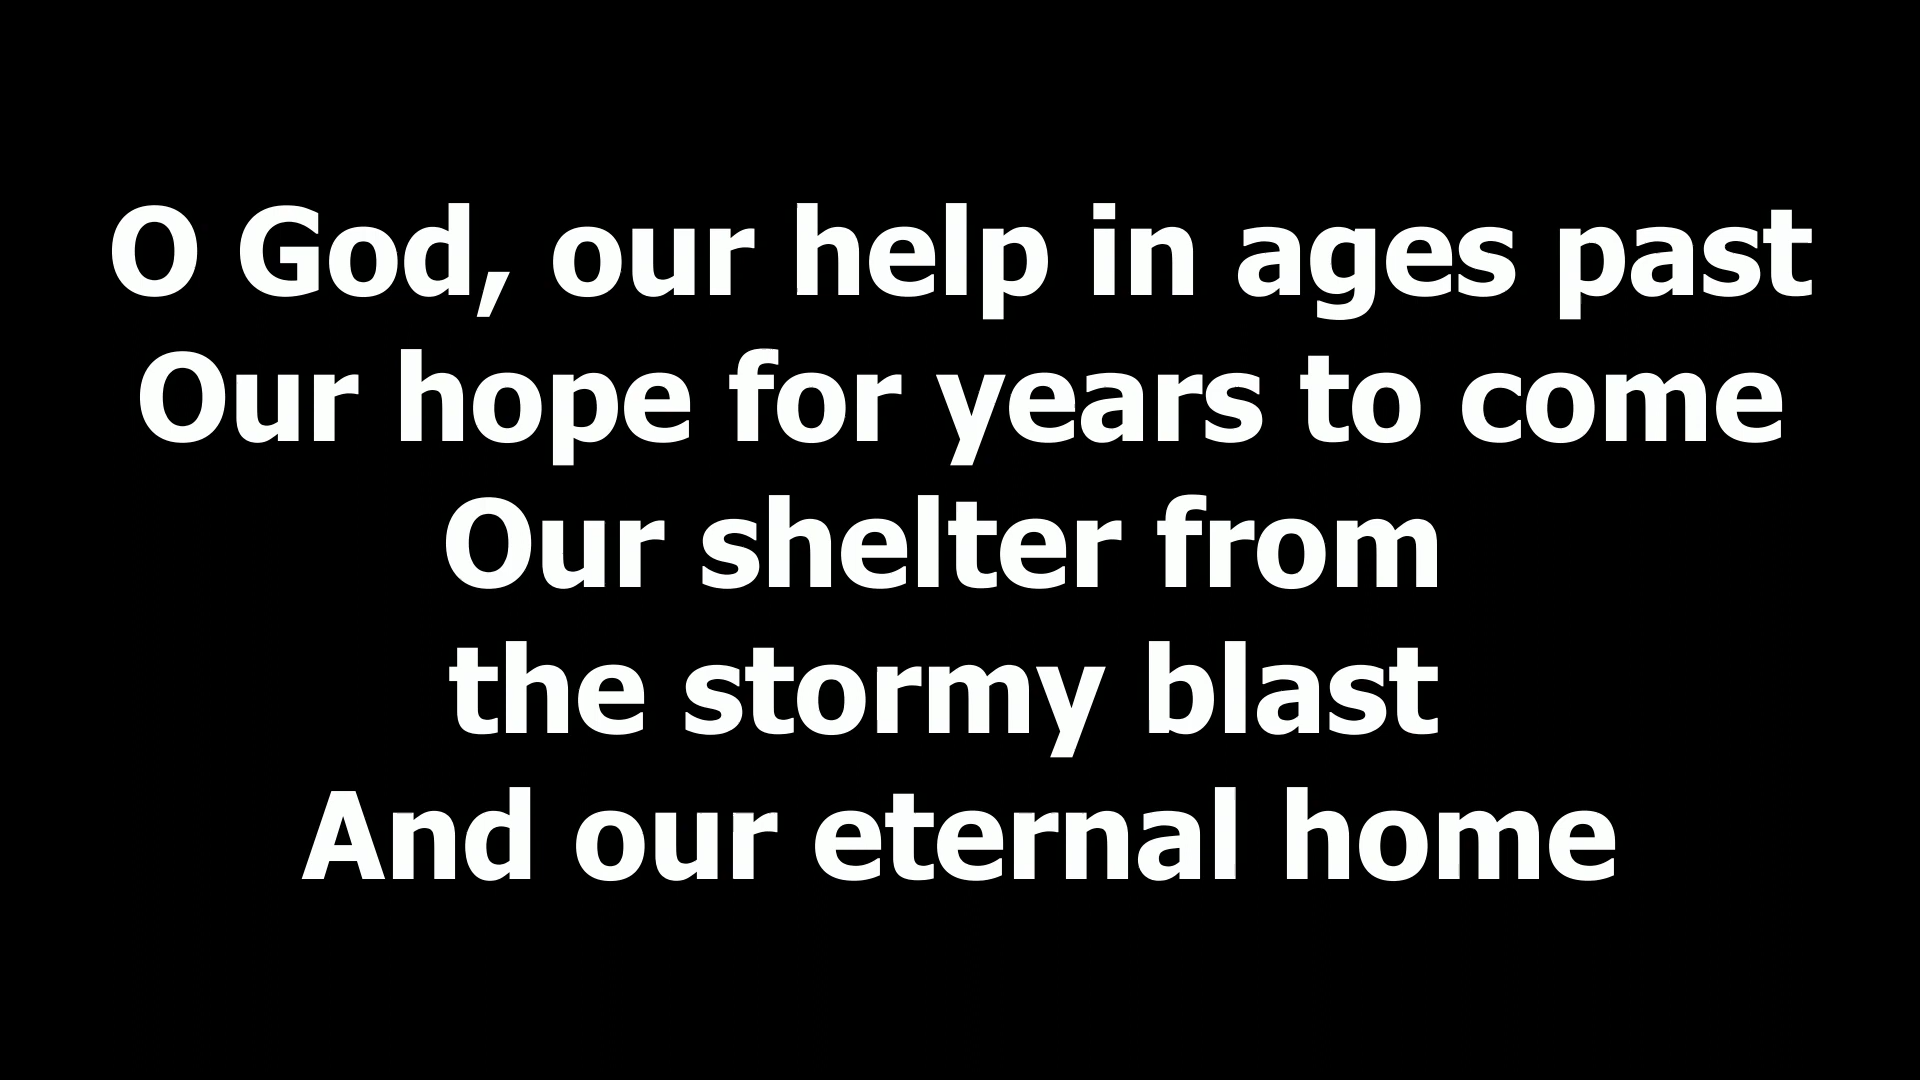 O God, our help in ages past
Our hope for years to come
Our shelter from
the stormy blast
And our eternal home